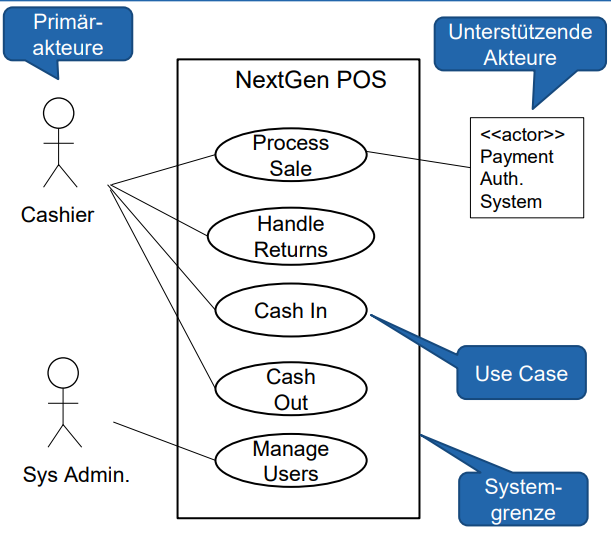 Primär-
akteure
Unterstützende
Akteure
NextGen POS
Process
Sale
<<actor>>
Payment
Auth.
System
Cashier
Handle
Returns
Cash In
Use Case
Cash
Out
Manage
Users
Sys Admin.
System-
grenze